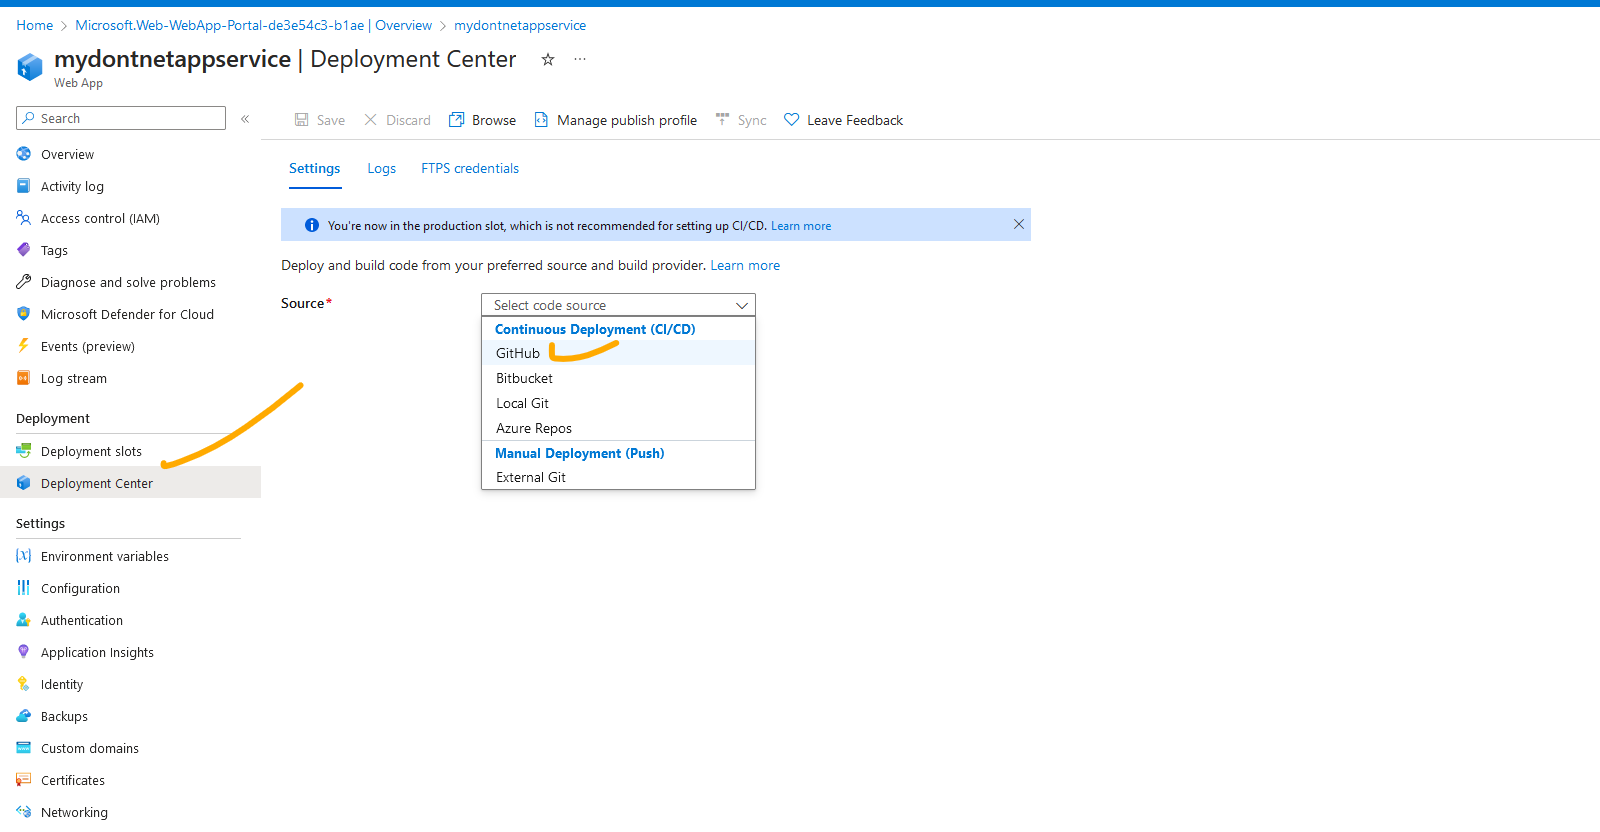 Home > Microsoft.Web-WebApp-Portal-de3e54c3-b1ae | Overview > mydontnetappservice
mydontnetappservice | Deployment Center
Web App
Search
Save Discard Browse Manage publish profile Sync Leave Feedback
Overview
Activity log
Access control (IAM)
Tags
Diagnose and solve problems
Microsoft Defender for Cloud
Events (preview)
Log stream
Deployment
Deployment slots
Deployment Center
Settings
Environment variables
Configuration
Authentication
Application Insights
Identity
Backups
Custom domains
Certificates
Networking
Settings Logs FTPS credentials
You're now in the production slot, which is not recommended for setting up CI/CD. Learn more
Deploy and build code from your preferred source and build provider. Learn more
Source*
Select code source
Continuous Deployment (CI/CD)
GitHub
Bitbucket
Local Git
Azure Repos
Manual Deployment (Push)
External Git